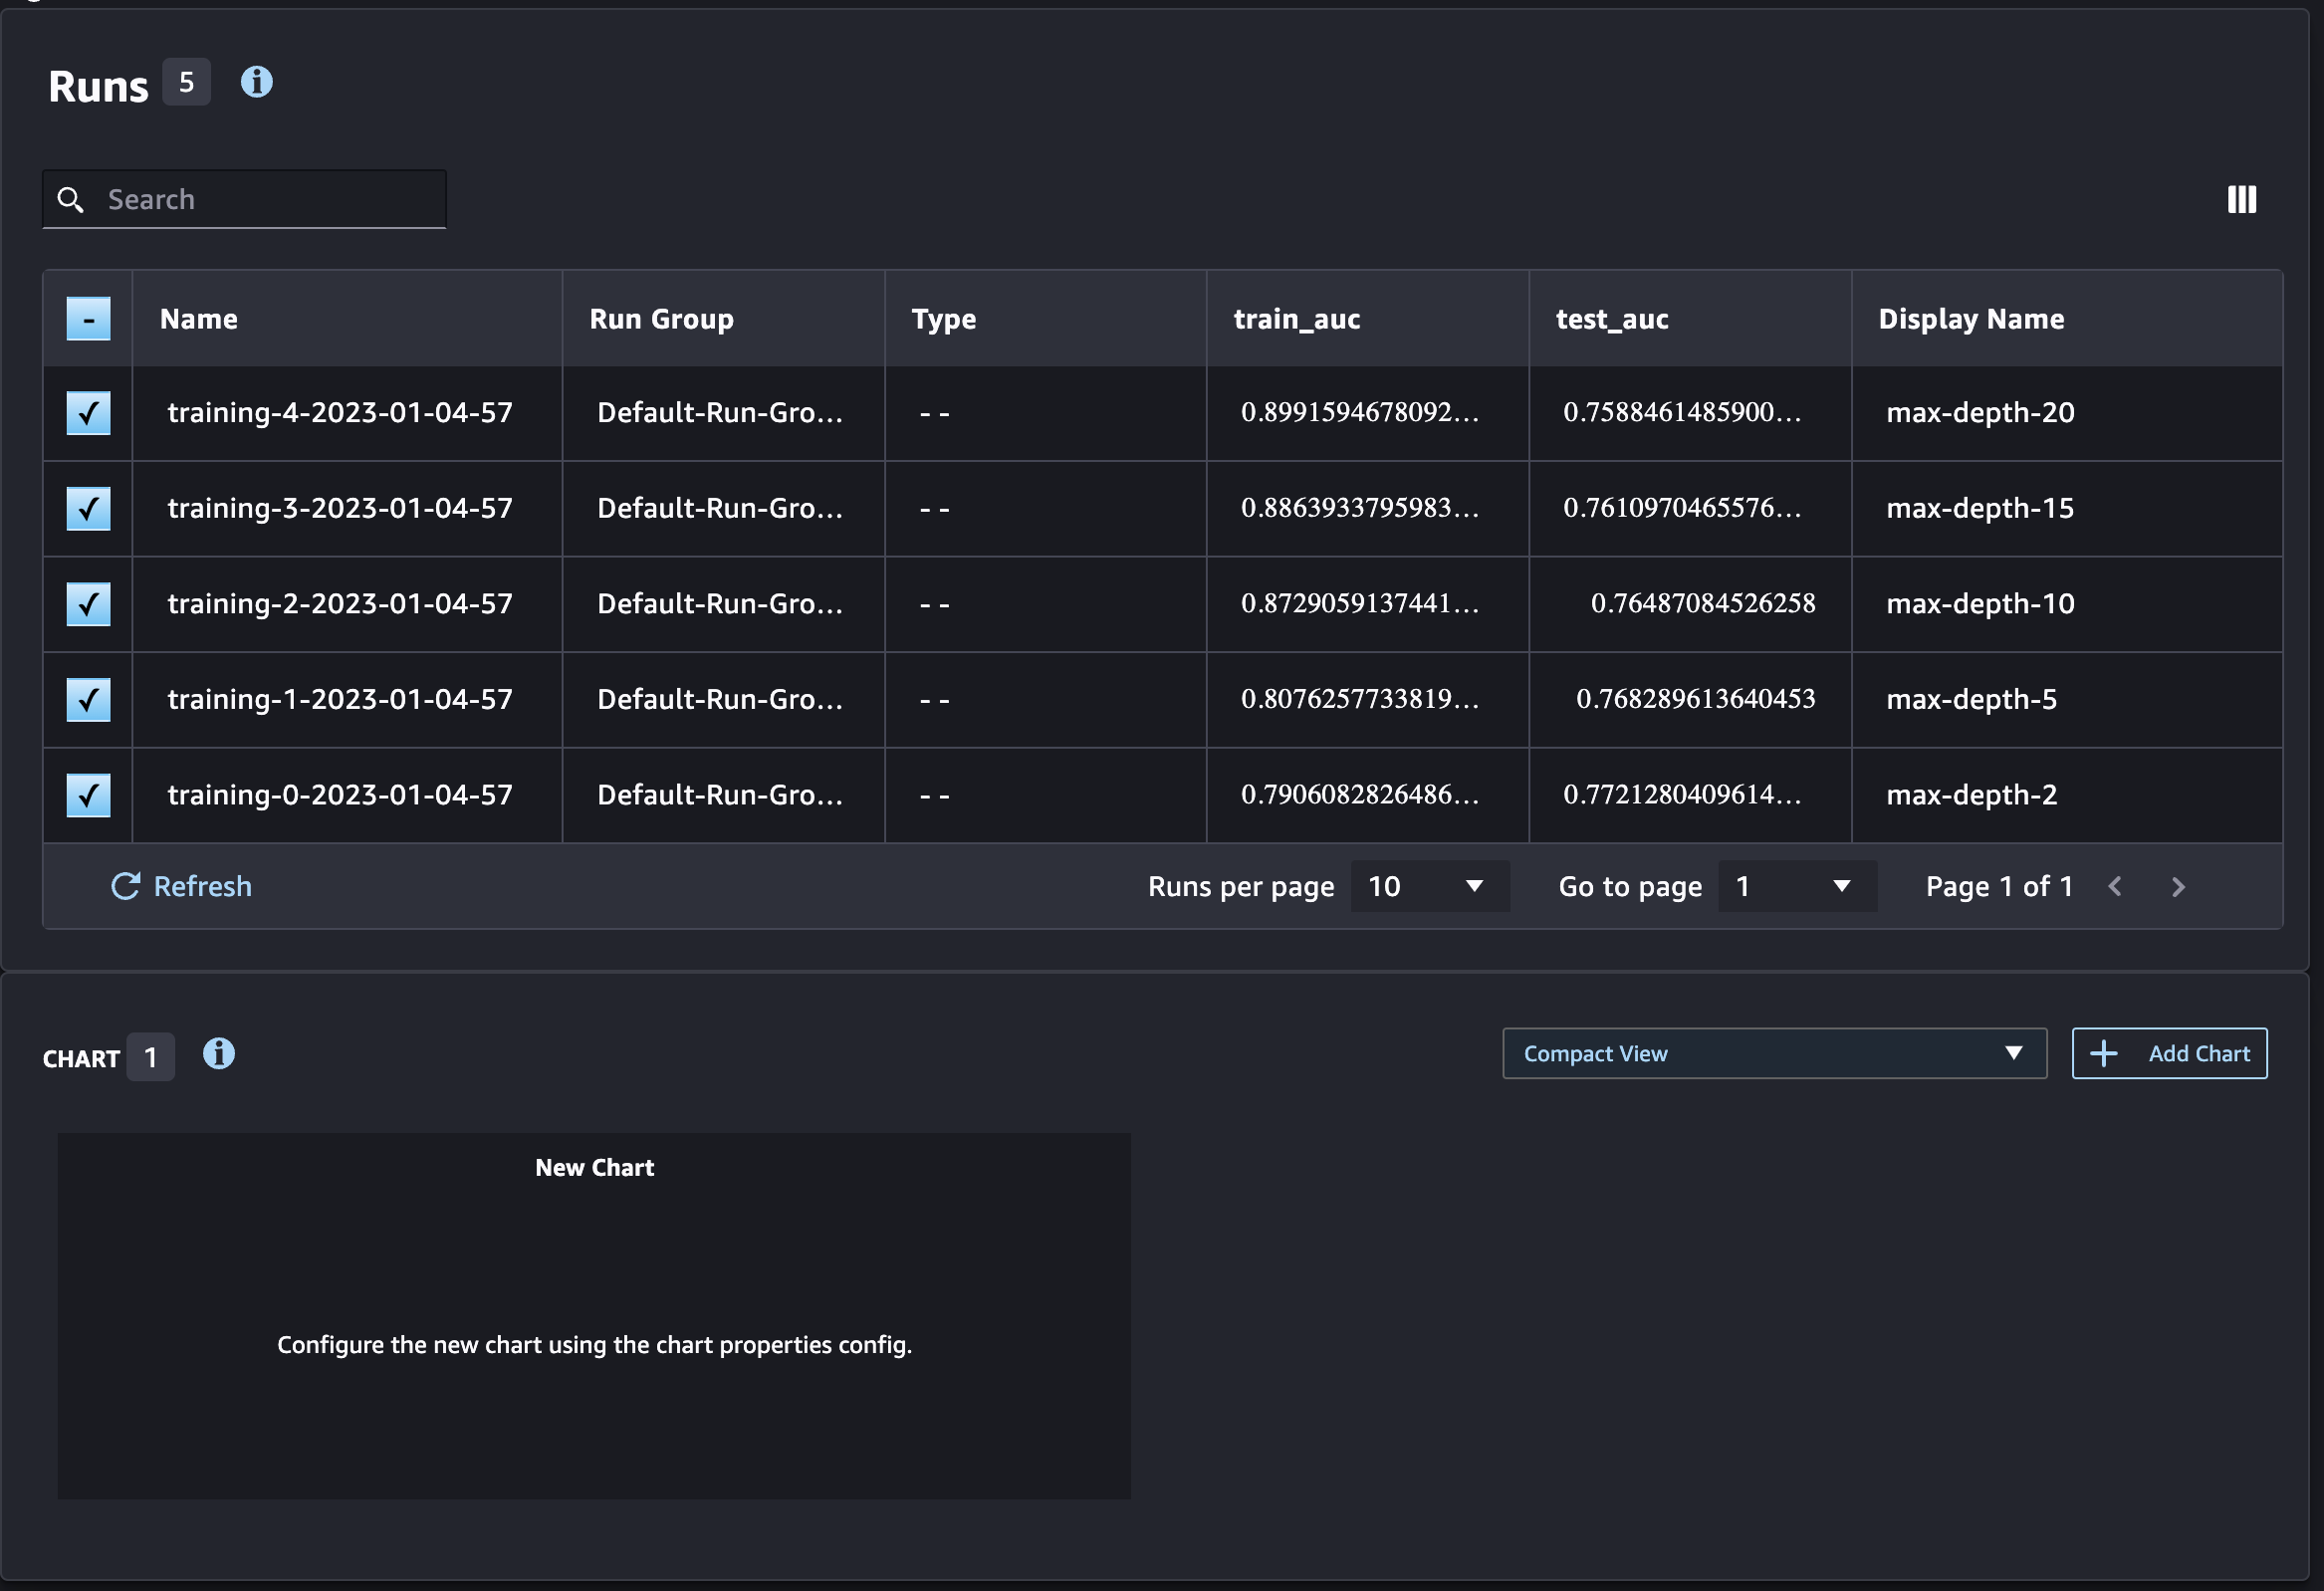 Runs 5
Search
- Name Run Group Type train_auc test_auc Display Name
training-4-2023-01-04-57 Default-Run-Gro... - - 0.8991594678092... 0.7588461485900... max-depth-20
training-3-2023-01-04-57 Default-Run-Gro... - - 0.8863933795983... 0.7610970465576... max-depth-15
training-2-2023-01-04-57 Default-Run-Gro... - - 0.8729059137441... 0.76487084526258 max-depth-10
training-1-2023-01-04-57 Default-Run-Gro... - - 0.8076257733819... 0.768289613640453 max-depth-5
training-0-2023-01-04-57 Default-Run-Gro... - - 0.7906082826486... 0.7721280409614... max-depth-2
Refresh Runs per page 10 Go to page 1 Page 1 of 1 < >
CHART 1 Compact View + Add Chart
New Chart
Configure the new chart using the chart properties config.